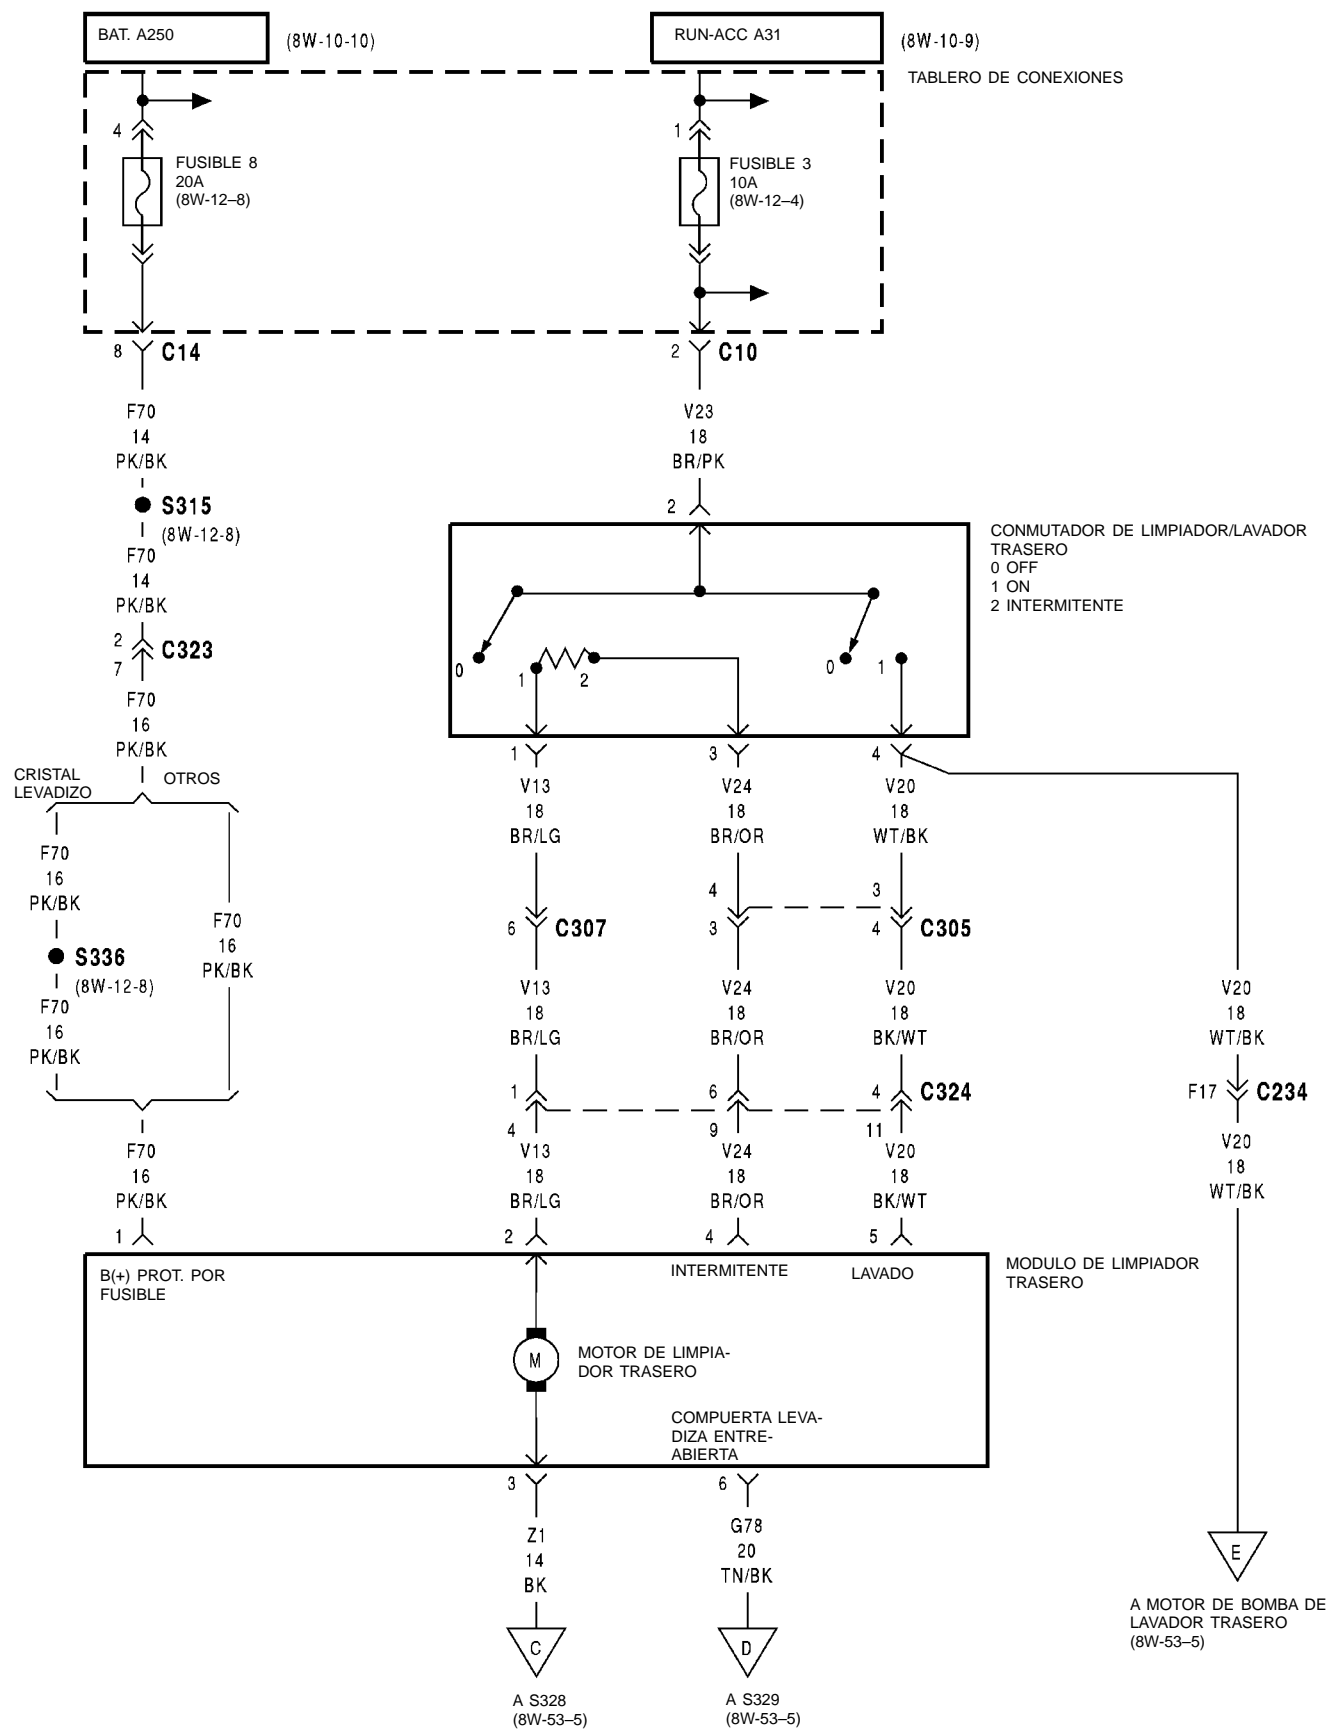 BAT. A250
(8W-10-10)
RUN-ACC A31
(8W-10-9)
TABLERO DE CONEXIONES
4
FUSIBLE 8
20A
(8W-12–8)
1
FUSIBLE 3
10A
(8W-12–4)
8
C14
2
C10
F70
14
PK/BK
V23
18
BR/PK
S315
(8W-12-8)
2
F70
14
PK/BK
CONMUTADOR DE LIMPIADOR/LAVADOR
TRASERO
0 OFF
1 ON
2 INTERMITENTE
2
C323
7
0
1
2
0
1
F70
16
PK/BK
1
3
4
CRISTAL
LEVADIZO
OTROS
V13
18
BR/LG
V24
18
BR/OR
V20
18
WT/BK
F70
16
PK/BK
4
3
6
C307
3
4
C305
F70
16
PK/BK
S336
(8W-12-8)
F70
16
PK/BK
V13
18
BR/LG
V24
18
BR/OR
V20
18
BK/WT
V20
18
WT/BK
1
6
4
C324
F17
C234
4
9
11
F70
16
PK/BK
V13
18
BR/LG
V24
18
BR/OR
V20
18
BK/WT
V20
18
WT/BK
1
2
4
5
B(+) PROT. POR
FUSIBLE
INTERMITENTE
LAVADO
MODULO DE LIMPIADOR
TRASERO
M
MOTOR DE LIMPIA-
DOR TRASERO
COMPUERTA LEVA-
DIZA ENTRE-
ABIERTA
3
6
Z1
14
BK
G78
20
TN/BK
E
A MOTOR DE BOMBA DE
LAVADOR TRASERO
(8W-53–5)
C
D
A S328
(8W-53–5)
A S329
(8W-53–5)